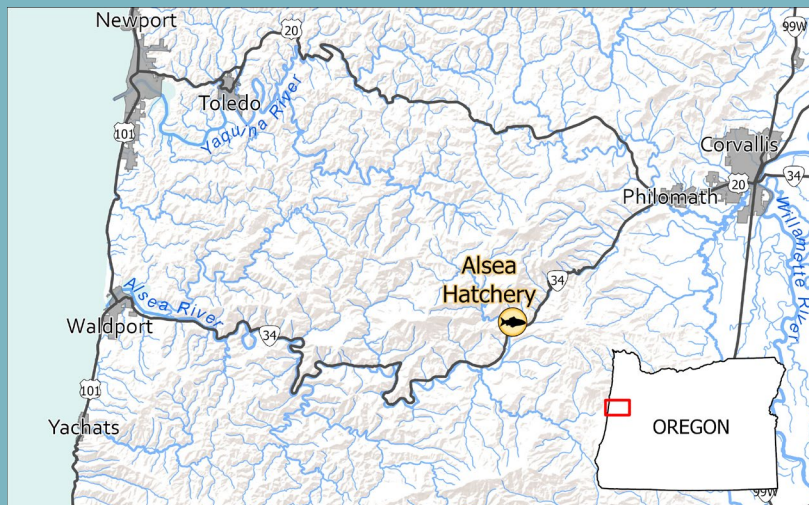 Newport
20
99W
Toledo
Yaquina River
101
Corvallis
34
20
Philomath
Willamette River
Alsea
Hatchery
34
Alsea River
Waldport
34
101
OREGON
Yachats
99W